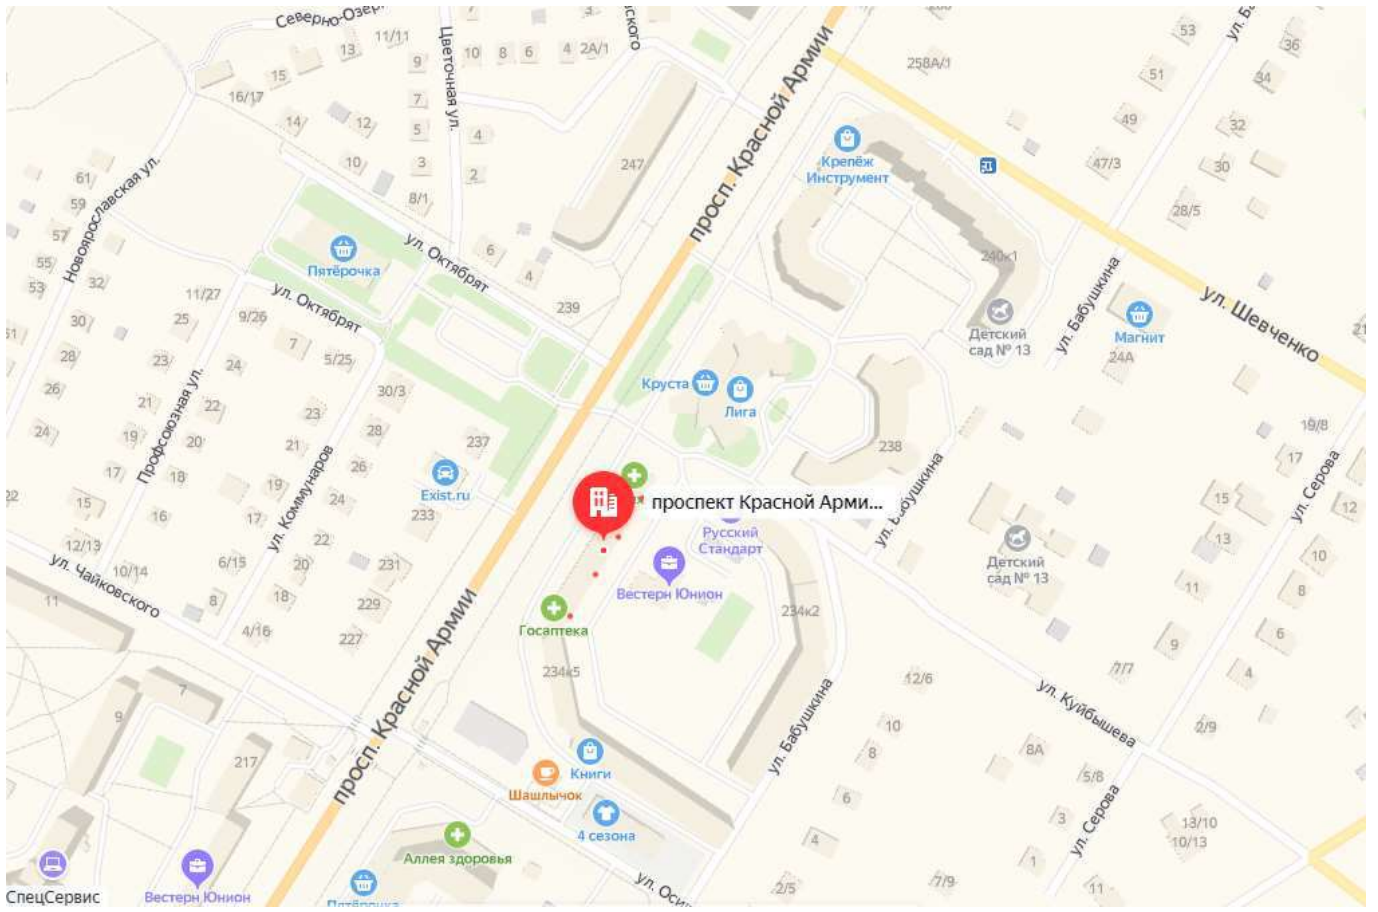 Цветочная ул.
11/11
13
9
10
8
6
4
2А/1
258А/1
53
36
51
34
15
16/17
14
12
7
5
4
49
32
просп. Красной Армии
247
Крепёж
Инструмент
10
3
2
8/1
47/3
30
61
59
57
55
53
Новоярославская ул.
28/5
Пятёрочка
ул. Октябрят
6
4
240к1
ул. Бабушкина
ул. Шевченко
32
11/27
ул. Октябрят
239
Детский
сад № 13
Магнит
24А
30
25
9/26
7
5/25
28
23
24
30/3
Круста
Лига
26
21
22
23
28
237
238
19/8
24
19
20
21
26
Профсоюзная ул.
ул. Коммунаров
Exist.ru
17
18
19
24
233
15
16
22
проспект Красной Арми...
Русский
Стандарт
ул. Бабушкина
17
15
12
13
ул. Серова
12/13
10/14
6/15
20
231
ул. Чайковского
Вестерн Юнион
Детский
сад № 13
10
11
8
11
8
18
229
Госаптека
234к2
4/16
227
234к5
6
9
4
7/7
12/6
просп. Красной Армии
7
9
217
ул. Бабушкина
10
8
6
4
ул. Куйбышева
2/9
8А
5/8
3
1
ул. Серова
13/10
10/13
Книги
Шашлычок
4 сезона
Аллея здоровья
СпецСервис
Вестерн Юнион
Пятёрочка
2/5
7/9
11